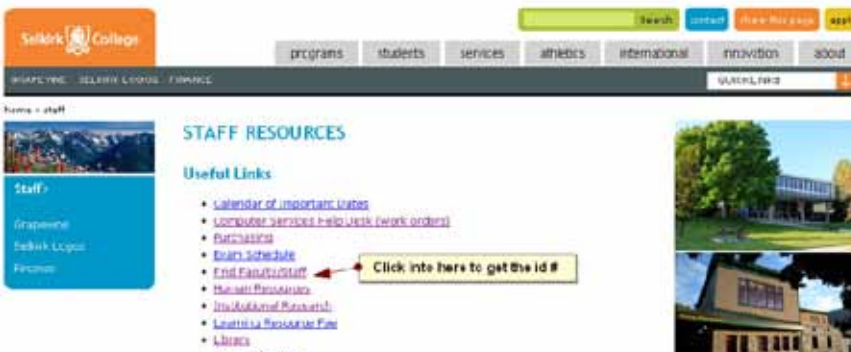 Selkirk College
Search contact share this page
programs students services athletics international innovation about
GRAPEVINE SELKIRK LOGOS FINANCE QUICKLINKS
home > staff
STAFF RESOURCES
Useful Links
Staff>
Grapevine
Selkirk Logos
Finance
Calendar of Important Dates
Computer Services Help Desk (work orders)
Purchasing
Exam Schedule
Find Faculty/Staff
Click into here to get the id #
Human Resources
Institutional Research
Learning Resource Fee
Library